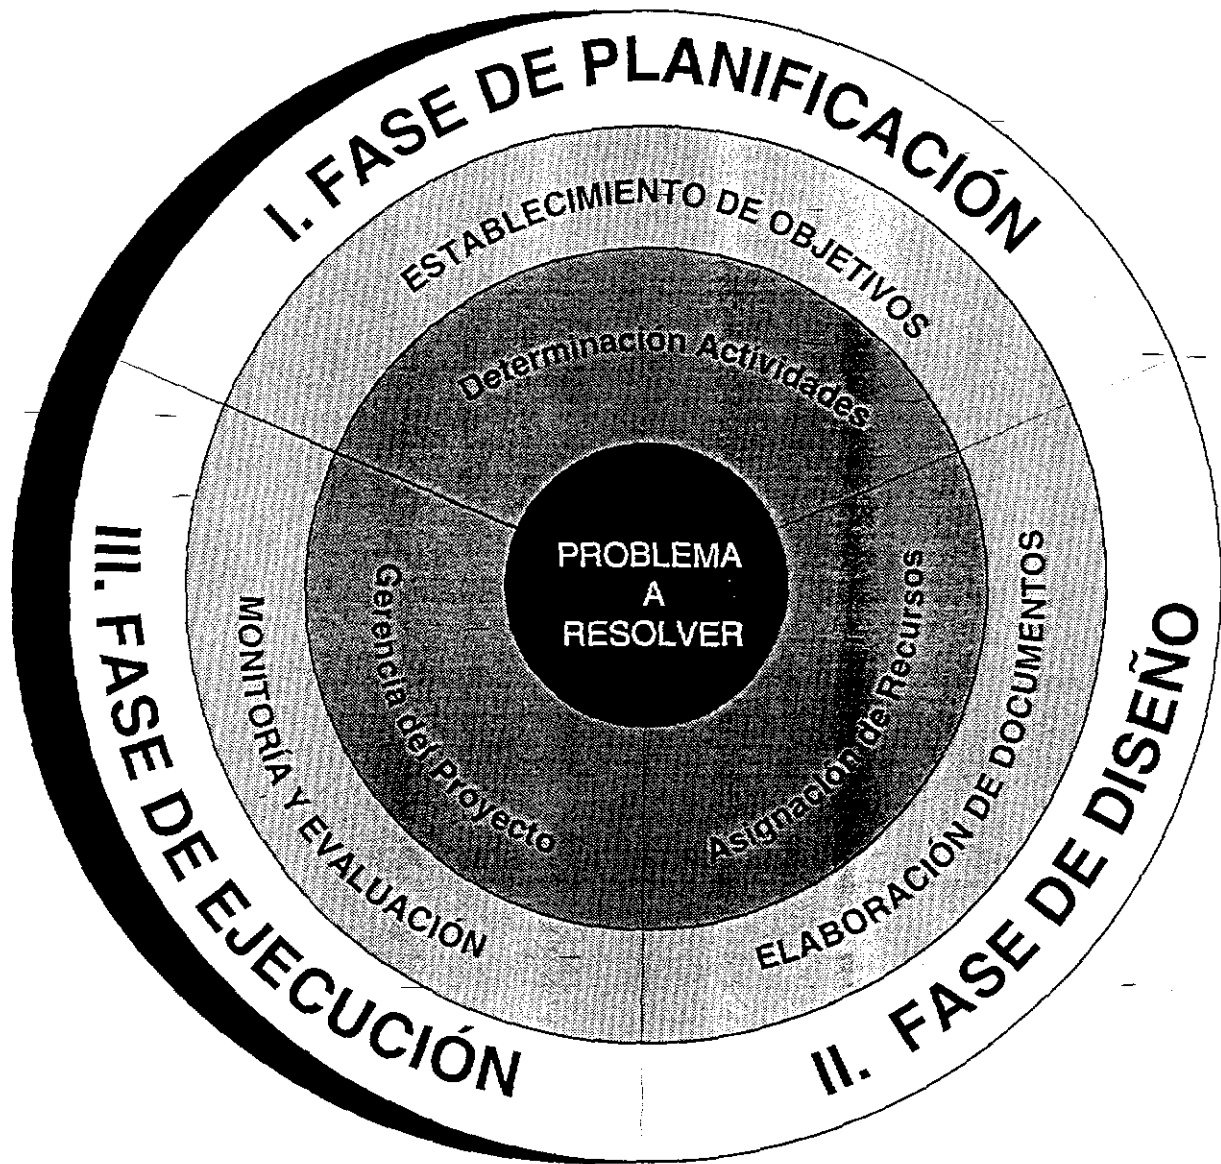 I. FASE DE PLANIFICACIÓN
ESTABLECIMIENTO DE OBJETIVOS
Determinación Actividades
PROBLEMA
A
RESOLVER
II. FASE DE DISEÑO
ELABORACIÓN DE DOCUMENTOS
Asignación de Recursos
III. FASE DE EJECUCIÓN
MONITORÍA Y EVALUACIÓN
Gerencia del Proyecto